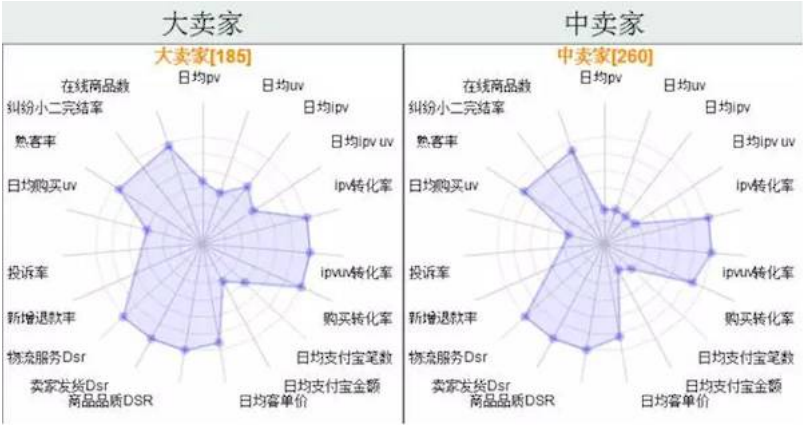 大卖家
中卖家
大卖家[185]
日均pv
日均uv
日均ipv
日均ipv uv
ipv转化率
ipvuv转化率
购买转化率
日均支付宝笔数
日均支付宝金额
日均客单价
商品品质DSR
卖家发货Dsr
物流服务Dsr
新增退款率
投诉率
日均购买uv
熟客率
纠纷小二完结率
在线商品数
中卖家[260]
日均pv
日均uv
日均ipv
日均ipv uv
ipv转化率
ipvuv转化率
购买转化率
日均支付宝笔数
日均支付宝金额
日均客单价
商品品质DSR
卖家发货Dsr
物流服务Dsr
新增退款率
投诉率
日均购买uv
熟客率
纠纷小二完结率
在线商品数